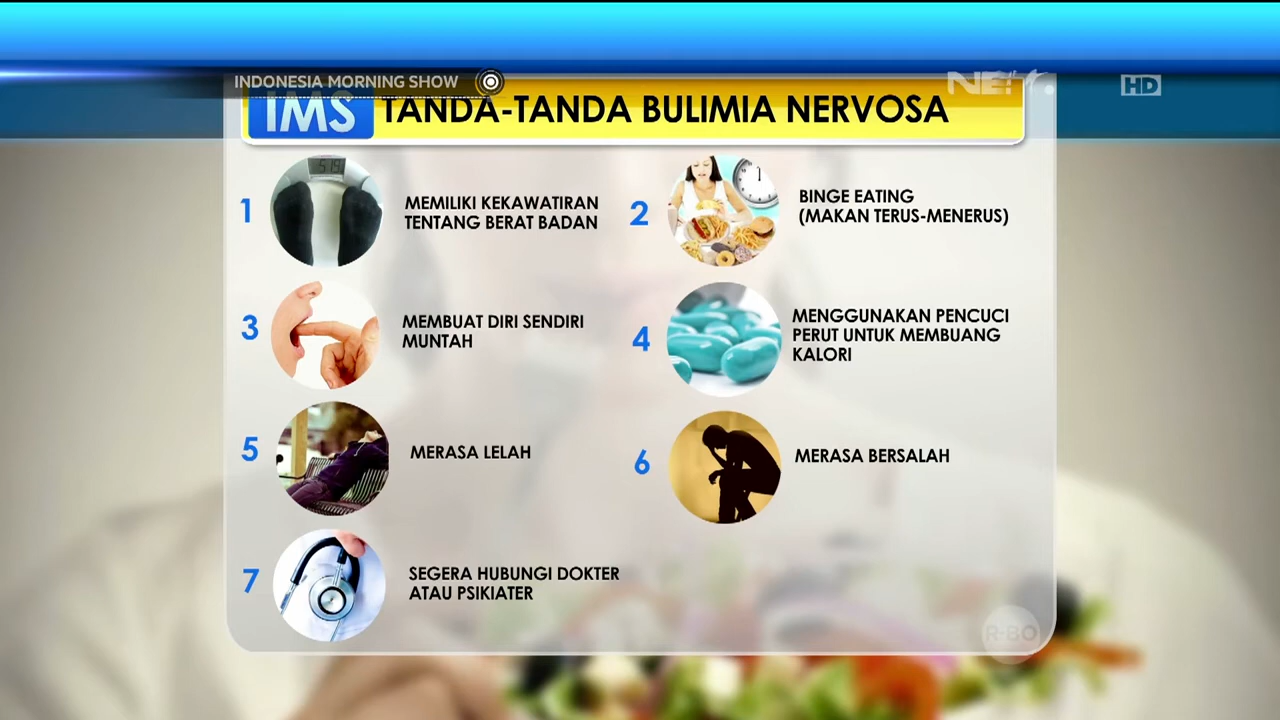 INDONESIA MORNING SHOW
HD
IMS
TANDA-TANDA BULIMIA NERVOSA
1
MEMILIKI KEKAWATIRAN
TENTANG BERAT BADAN
2
BINGE EATING
(MAKAN TERUS-MENERUS)
3
MEMBUAT DIRI SENDIRI
MUNTAH
4
MENGGUNAKAN PENCUCI
PERUT UNTUK MEMBUANG
KALORI
5
MERASA LELAH
6
MERASA BERSALAH
7
SEGERA HUBUNGI DOKTER
ATAU PSIKIATER
R-BO